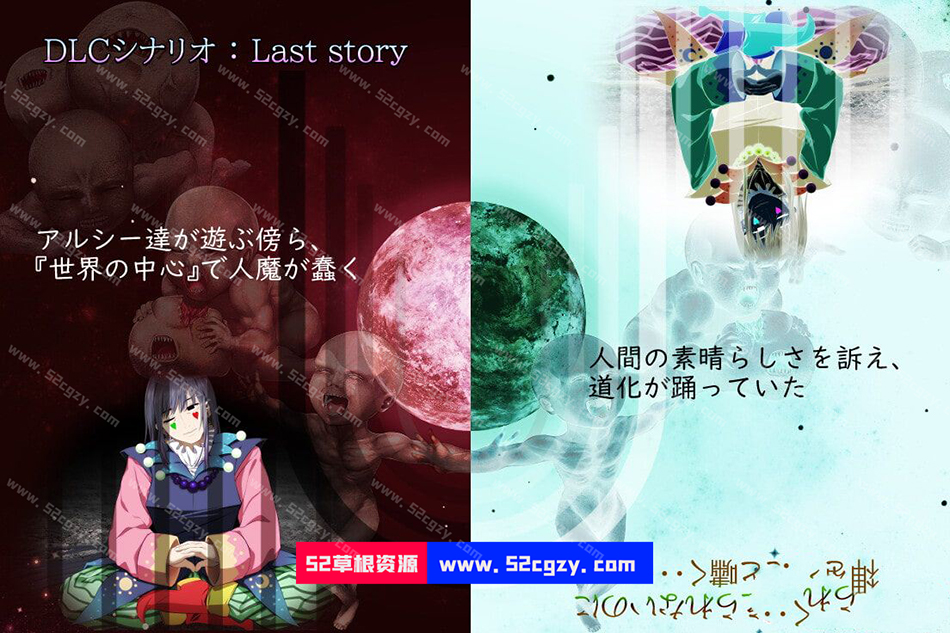 DLCシナリオ：Last story
アルシー達が遊ぶ傍ら、
『世界の中心』で人魔が蠢く
人間の素晴らしさを訴え、
道化が踊っていた
52草根资源 www.52cgzy.com